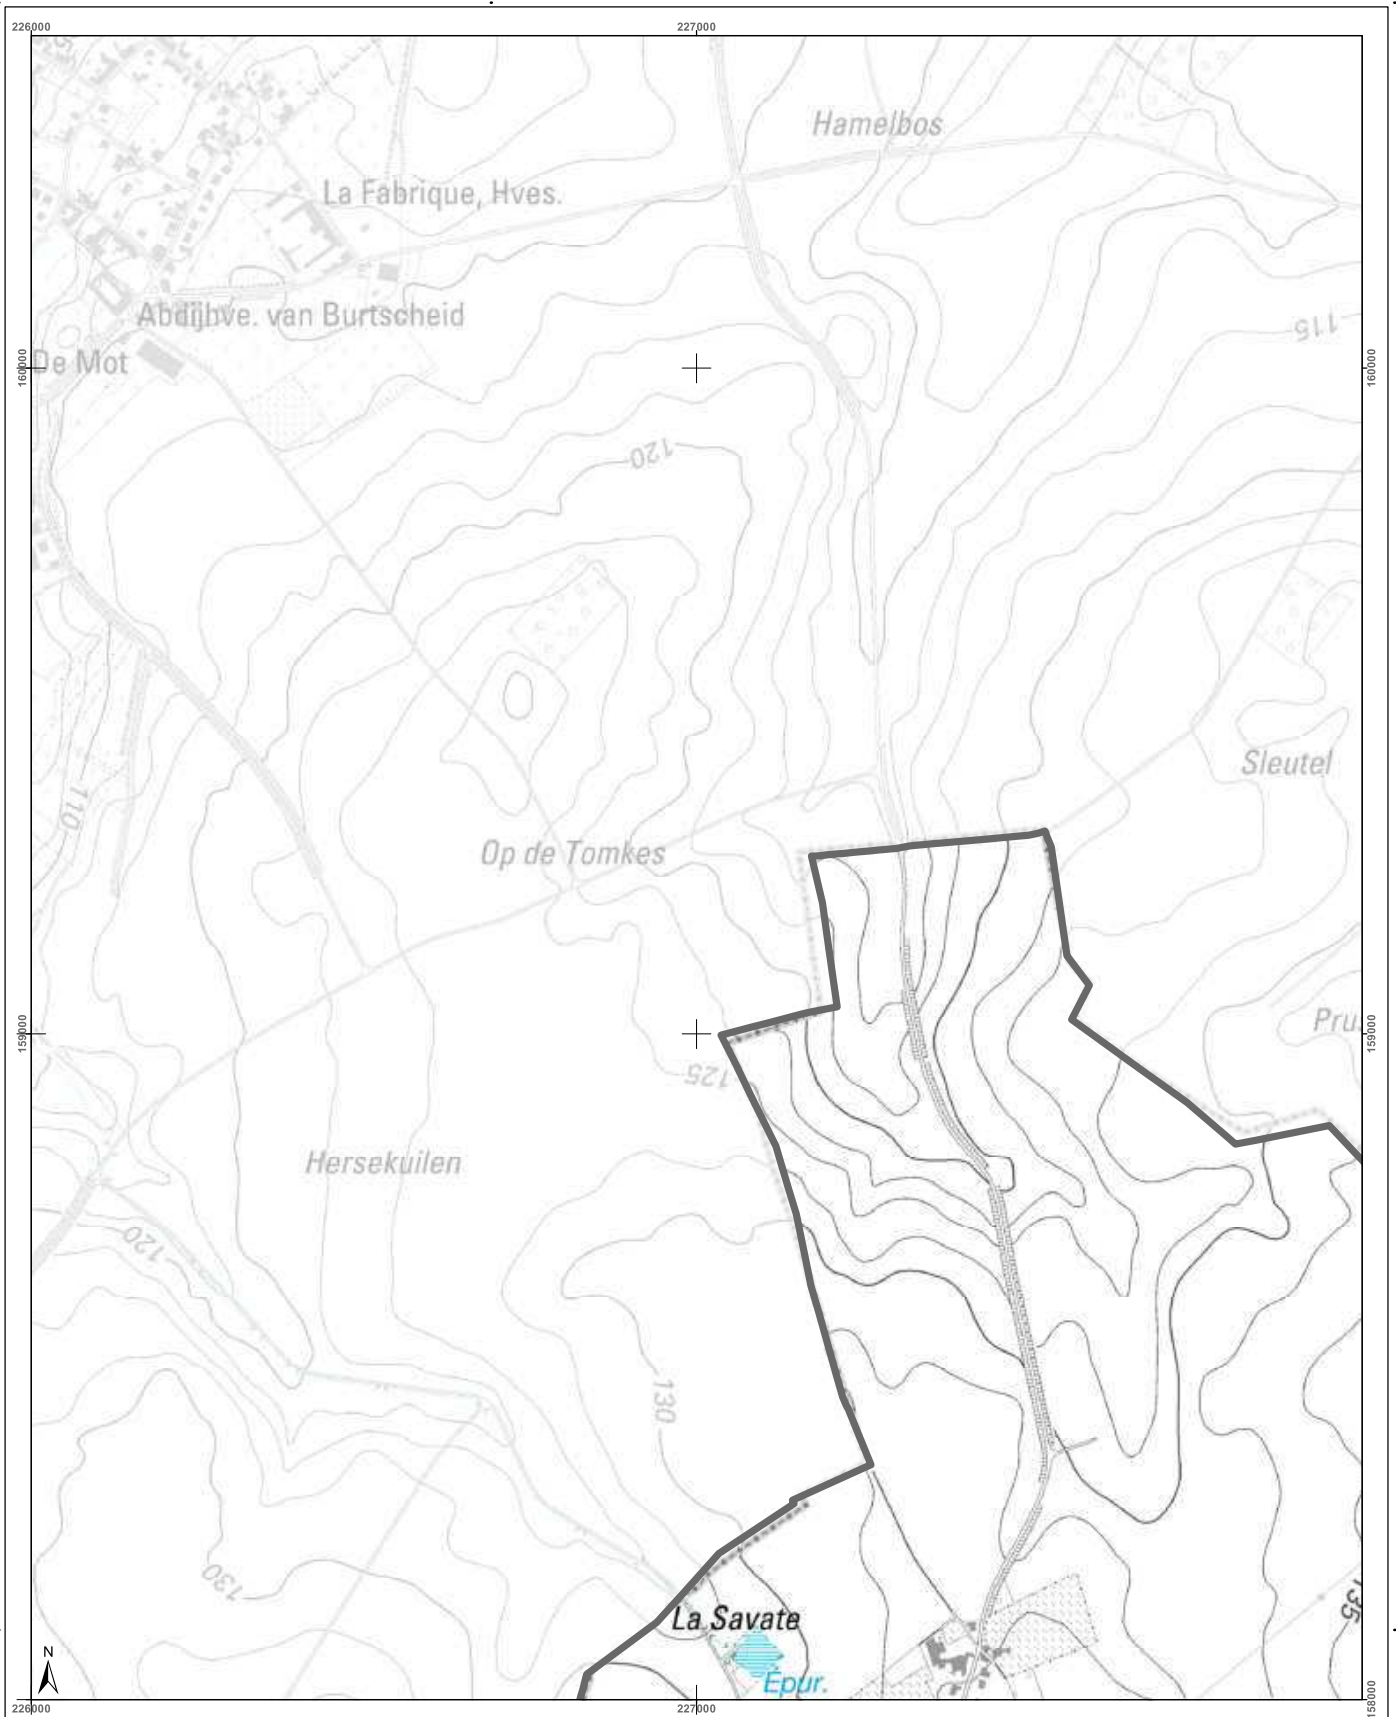 226000
227000
Hamelbos
La Fabrique, Hves.
Abdijhve. van Burtscheid
115
De Mot
160000
160000
120
Sleutel
110
Op de Tomkes
159000
159000
Pru.
125
Hersekuilen
120
130
130
135
La Savate
Épur.
N
226000
227000
158000